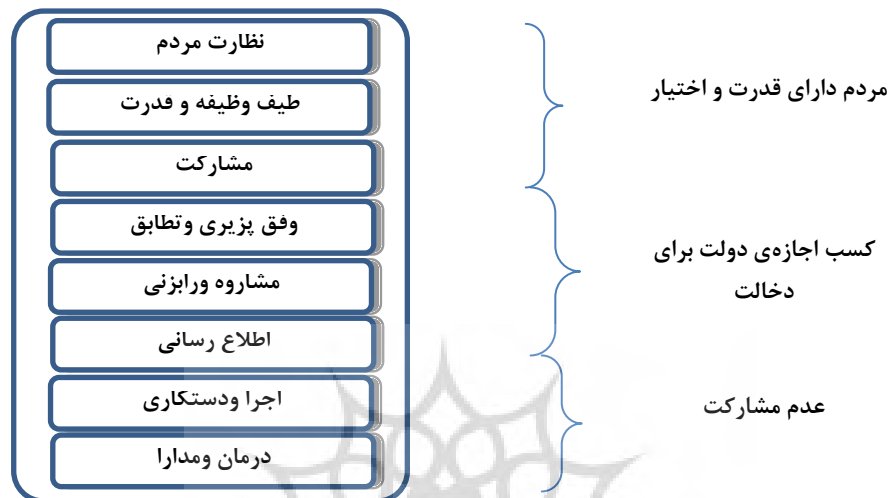 نظارت مردم
طیف وظیفه و قدرت
مشارکت
وفق پزیری وتطابق
مشاروه ورابزنی
اطلاع رسانی
اجرا ودستکاری
درمان ومدارا
مردم دارای قدرت و اختیار
کسب اجازه‌ی دولت برای
دخالت
عدم مشارکت